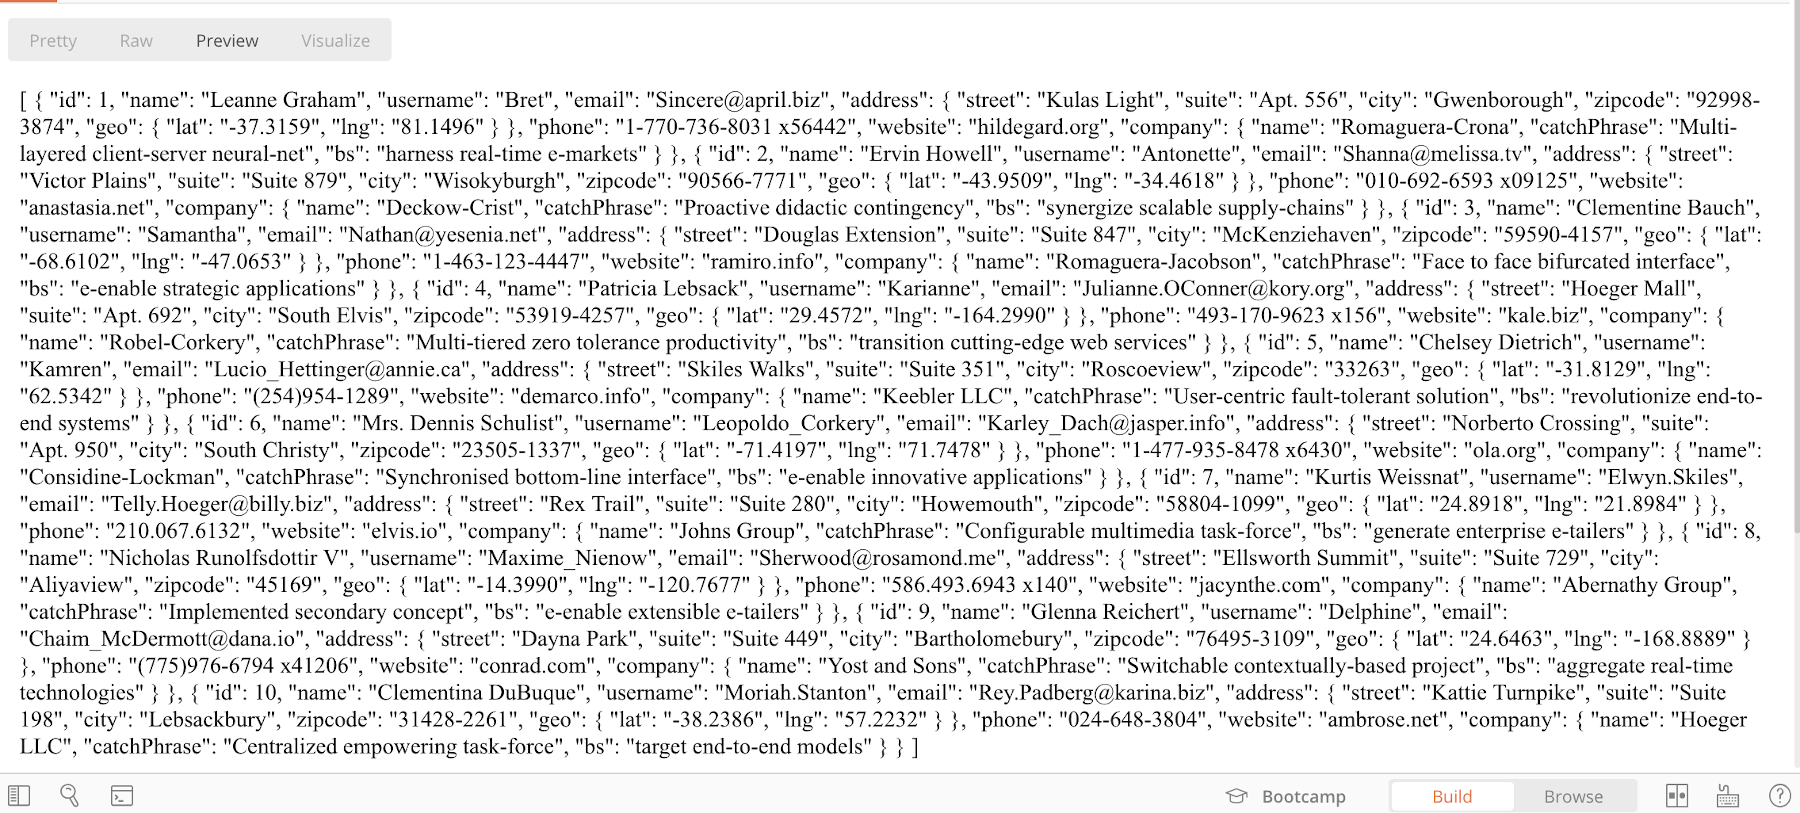 Pretty Raw Preview Visualize
[ { "id": 1, "name": "Leanne Graham", "username": "Bret", "email": "Sincere@april.biz", "address": { "street": "Kulas Light", "suite": "Apt. 556", "city": "Gwenborough", "zipcode": "92998-
3874", "geo": { "lat": "-37.3159", "lng": "81.1496" } }, "phone": "1-770-736-8031 x56442", "website": "hildegard.org", "company": { "name": "Romaguera-Crona", "catchPhrase": "Multi-
layered client-server neural-net", "bs": "harness real-time e-markets" } }, { "id": 2, "name": "Ervin Howell", "username": "Antonette", "email": "Shanna@melissa.tv", "address": { "street":
"Victor Plains", "suite": "Suite 879", "city": "Wisokyburgh", "zipcode": "90566-7771", "geo": { "lat": "-43.9509", "lng": "-34.4618" } }, "phone": "010-692-6593 x09125", "website":
"anastasia.net", "company": { "name": "Deckow-Crist", "catchPhrase": "Proactive didactic contingency", "bs": "synergize scalable supply-chains" } }, { "id": 3, "name": "Clementine Bauch",
"username": "Samantha", "email": "Nathan@yesenia.net", "address": { "street": "Douglas Extension", "suite": "Suite 847", "city": "McKenziehaven", "zipcode": "59590-4157", "geo": { "lat":
"-68.6102", "lng": "-47.0653" } }, "phone": "1-463-123-4447", "website": "ramiro.info", "company": { "name": "Romaguera-Jacobson", "catchPhrase": "Face to face bifurcated interface",
"bs": "e-enable strategic applications" } }, { "id": 4, "name": "Patricia Lebsack", "username": "Karianne", "email": "Julianne.OConner@kory.org", "address": { "street": "Hoeger Mall",
"suite": "Apt. 692", "city": "South Elvis", "zipcode": "53919-4257", "geo": { "lat": "29.4572", "lng": "-164.2990" } }, "phone": "493-170-9623 x156", "website": "kale.biz", "company": {
"name": "Robel-Corkery", "catchPhrase": "Multi-tiered zero tolerance productivity", "bs": "transition cutting-edge web services" } }, { "id": 5, "name": "Chelsey Dietrich", "username":
"Kamren", "email": "Lucio_Hettinger@annie.ca", "address": { "street": "Skiles Walks", "suite": "Suite 351", "city": "Roscoeview", "zipcode": "33263", "geo": { "lat": "-31.8129", "lng":
"62.5342" } }, "phone": "(254)954-1289", "website": "demarco.info", "company": { "name": "Keebler LLC", "catchPhrase": "User-centric fault-tolerant solution", "bs": "revolutionize end-to-
end systems" } }, { "id": 6, "name": "Mrs. Dennis Schulist", "username": "Leopoldo_Corkery", "email": "Karley_Dach@jasper.info", "address": { "street": "Norberto Crossing", "suite":
"Apt. 950", "city": "South Christy", "zipcode": "23505-1337", "geo": { "lat": "-71.4197", "lng": "71.7478" } }, "phone": "1-477-935-8478 x6430", "website": "ola.org", "company": { "name":
"Considine-Lockman", "catchPhrase": "Synchronised bottom-line interface", "bs": "e-enable innovative applications" } }, { "id": 7, "name": "Kurtis Weissnat", "username": "Elwyn.Skiles",
"email": "Telly.Hoeger@billy.biz", "address": { "street": "Rex Trail", "suite": "Suite 280", "city": "Howemouth", "zipcode": "58804-1099", "geo": { "lat": "24.8918", "lng": "21.8984" } },
"phone": "210.067.6132", "website": "elvis.io", "company": { "name": "Johns Group", "catchPhrase": "Configurable multimedia task-force", "bs": "generate enterprise e-tailers" } }, { "id": 8,
"name": "Nicholas Runolfsdottir V", "username": "Maxime_Nienow", "email": "Sherwood@rosamond.me", "address": { "street": "Ellsworth Summit", "suite": "Suite 729", "city":
"Aliyaview", "zipcode": "45169", "geo": { "lat": "-14.3990", "lng": "-120.7677" } }, "phone": "586.493.6943 x140", "website": "jacynthe.com", "company": { "name": "Abernathy Group",
"catchPhrase": "Implemented secondary concept", "bs": "e-enable extensible e-tailers" } }, { "id": 9, "name": "Glenna Reichert", "username": "Delphine", "email":
"Chaim_McDermott@dana.io", "address": { "street": "Dayna Park", "suite": "Suite 449", "city": "Bartholomebury", "zipcode": "76495-3109", "geo": { "lat": "24.6463", "lng": "-168.8889" }
}, "phone": "(775)976-6794 x41206", "website": "conrad.com", "company": { "name": "Yost and Sons", "catchPhrase": "Switchable contextually-based project", "bs": "aggregate real-time
technologies" } }, { "id": 10, "name": "Clementina DuBuque", "username": "Moriah.Stanton", "email": "Rey.Padberg@karina.biz", "address": { "street": "Kattie Turnpike", "suite": "Suite
198", "city": "Lebsackbury", "zipcode": "31428-2261", "geo": { "lat": "-38.2386", "lng": "57.2232" } }, "phone": "024-648-3804", "website": "ambrose.net", "company": { "name": "Hoeger
LLC", "catchPhrase": "Centralized empowering task-force", "bs": "target end-to-end models" } } ]
Bootcamp Build Browse